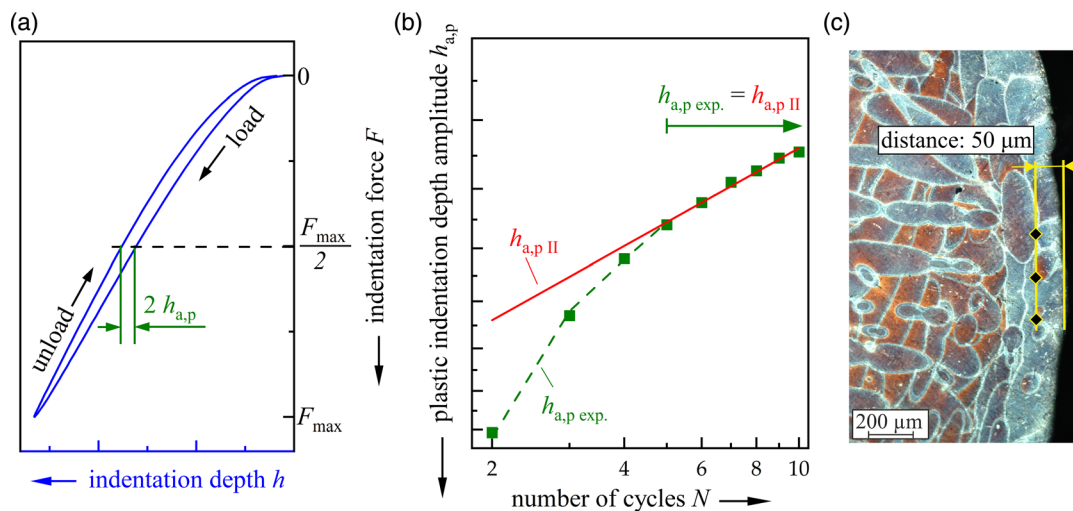 (a)
0
load
F_max
2
unload
2 h_a,p
F_max
indentation depth h
indentation force F
(b)
plastic indentation depth amplitude h_a,p
h_a,p exp. = h_a,p II
h_a,p II
h_a,p exp.
2
4
6
8
10
number of cycles N
(c)
distance: 50 µm
200 µm